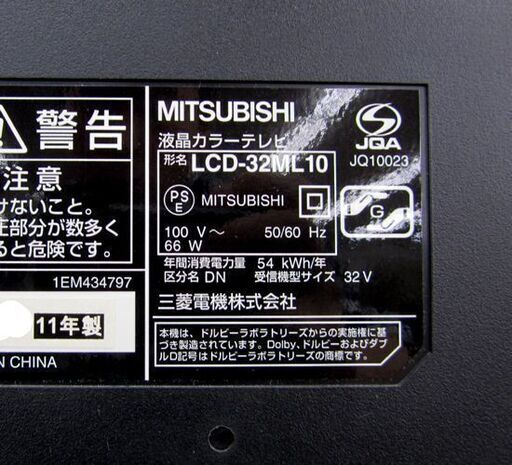 警告
注意
けないこと。
圧部分が数多く
ると危険です。
1EM434797
11年製
N CHINA
MITSUBISHI
液晶カラーテレビ
形名 LCD-32ML10
JQA
JQ10023
PS
E
MITSUBISHI
G
100 V～ 50/60 Hz
66 W
年間消費電力量 54 kWh/年
区分名 DN 受信機型サイズ 32V
三菱電機株式会社
本機は、ドルビーラボラトリーズからの実施権に基
づき製造されています。Dolby、ドルビーおよびダブ
ルD記号はドルビーラボラトリーズの商標です。